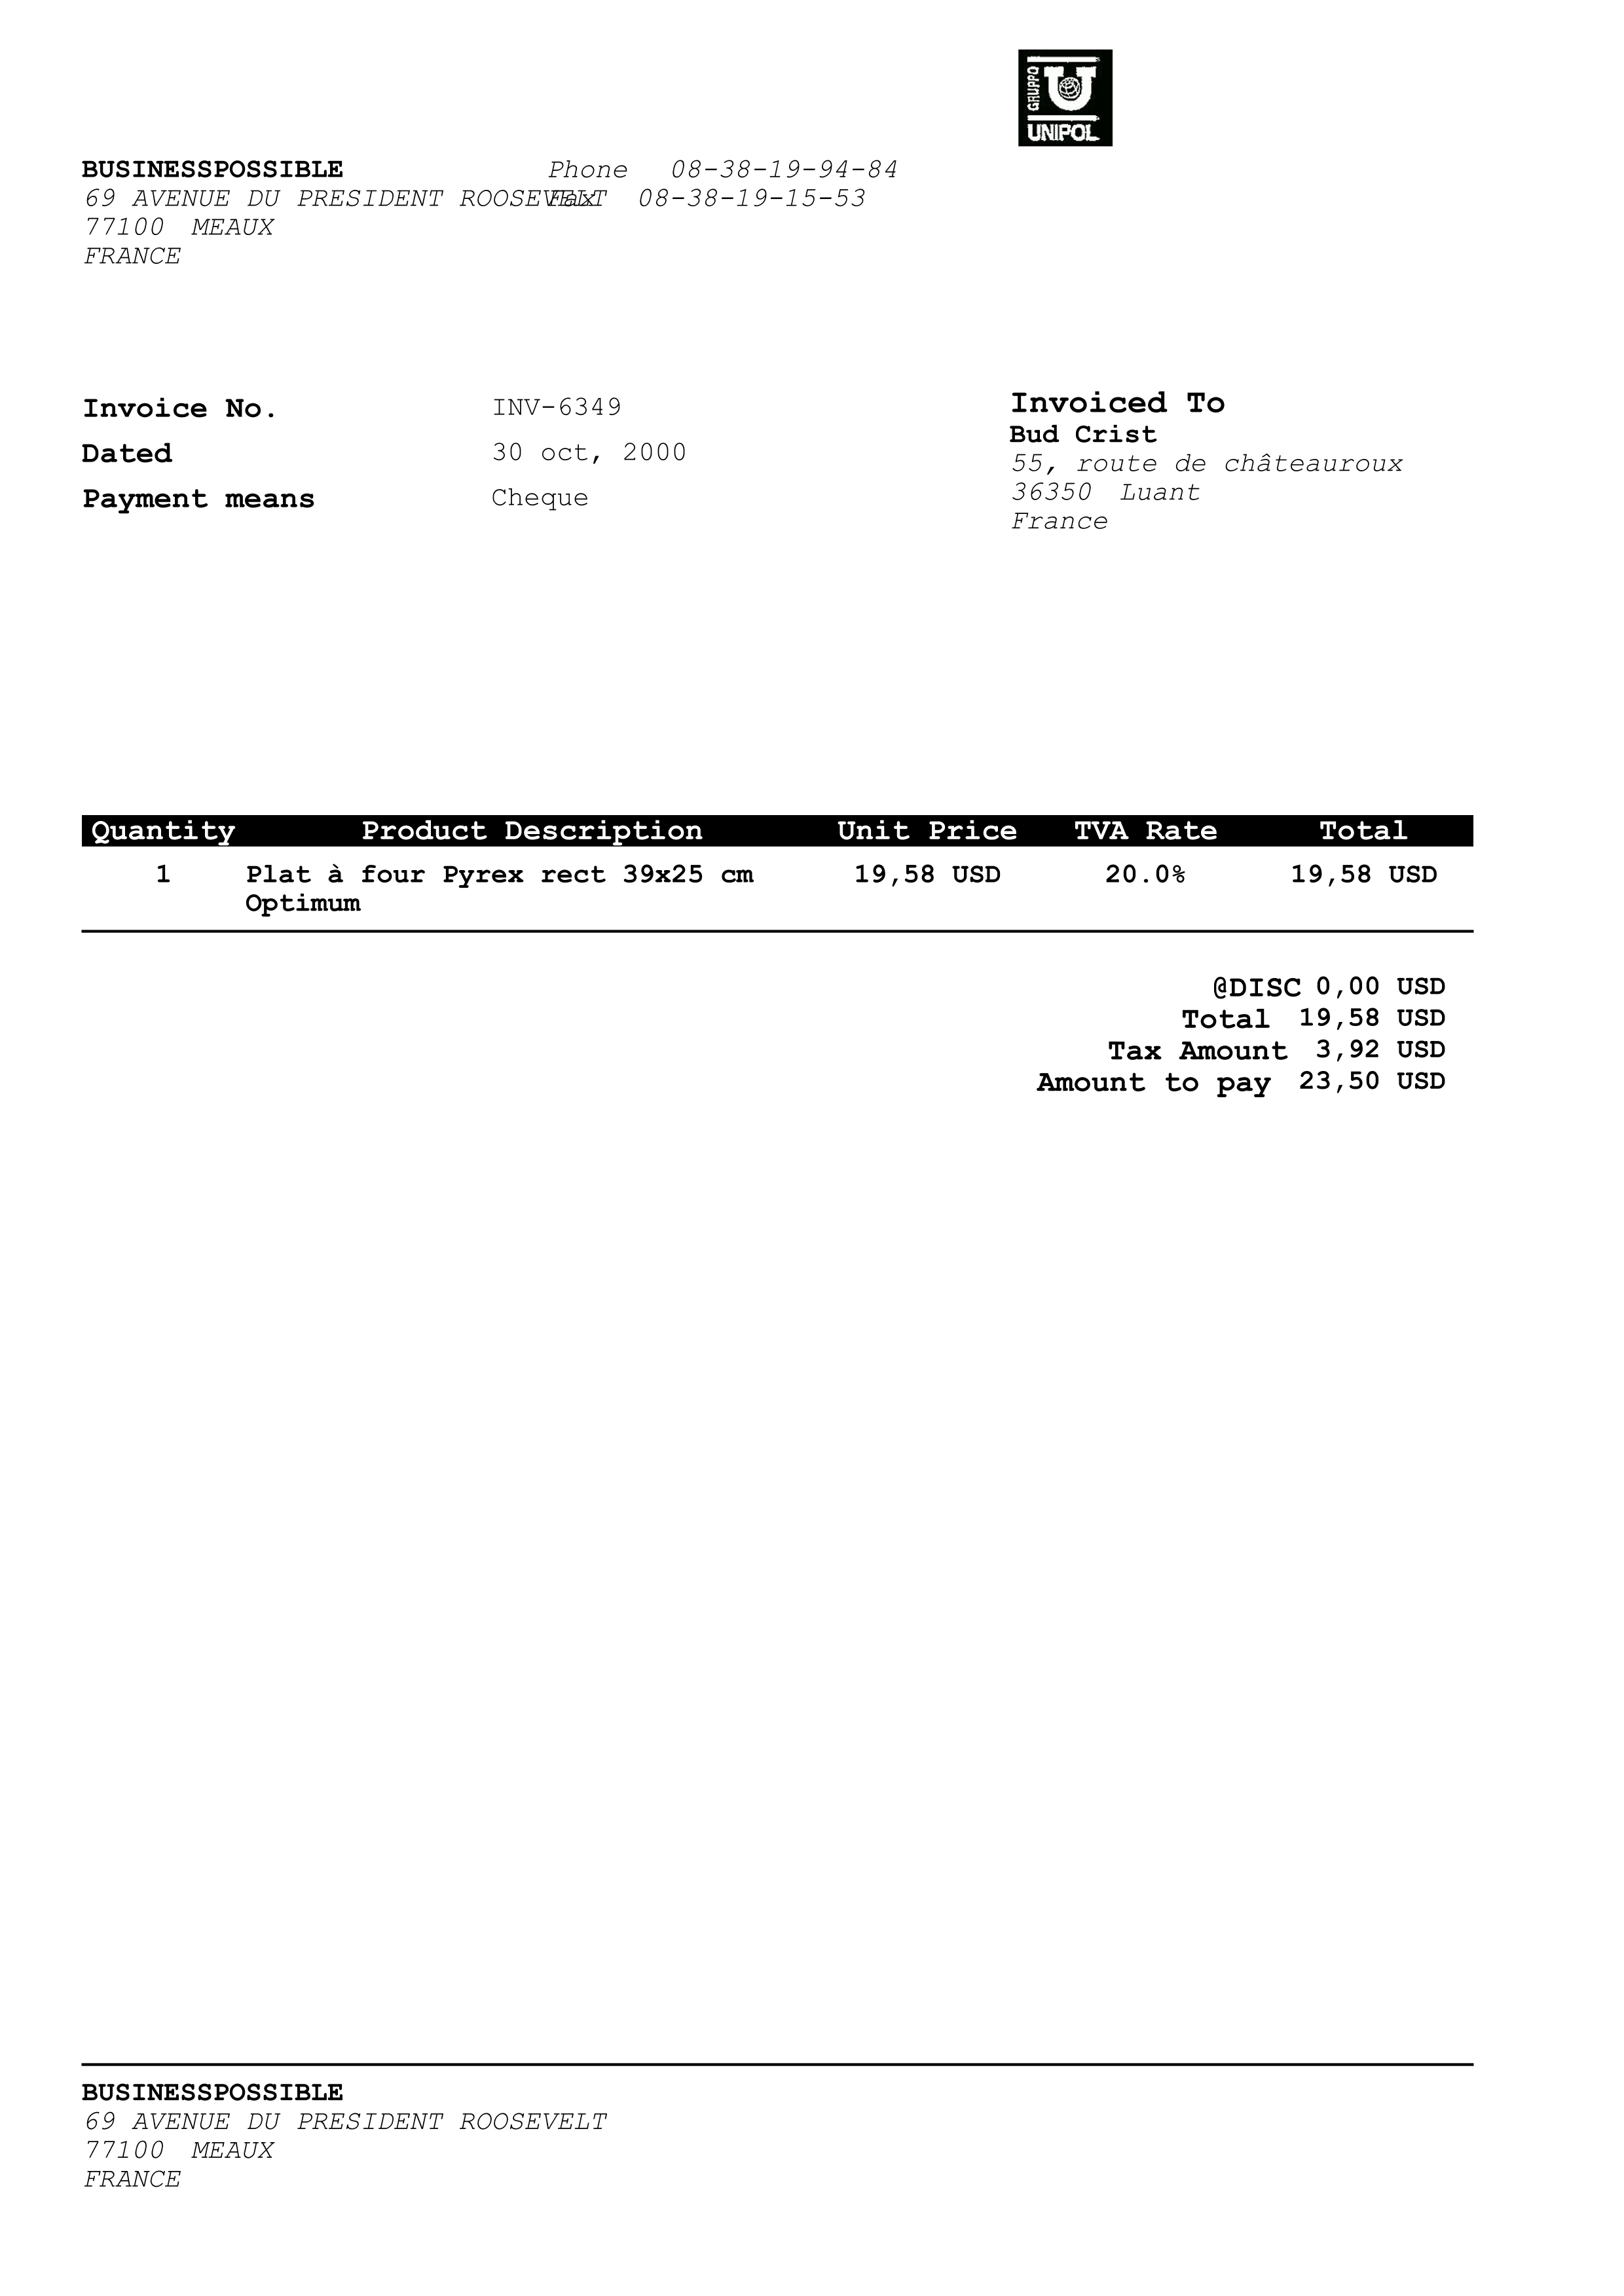 GRUPPO
UNIPOL
BUSINESSPOSSIBLE
69 AVENUE DU PRESIDENT ROOSEVELT
77100 MEAUX
FRANCE
Phone 08-38-19-94-84
Fax 08-38-19-15-53
Invoice No. INV-6349
Dated 30 oct, 2000
Payment means Cheque
Invoiced To
Bud Crist
55, route de châteauroux
36350 Luant
France
Quantity Product Description Unit Price TVA Rate Total
1 Plat à four Pyrex rect 39x25 cm 19,58 USD 20.0% 19,58 USD
Optimum
@DISC 0,00 USD
Total 19,58 USD
Tax Amount 3,92 USD
Amount to pay 23,50 USD
BUSINESSPOSSIBLE
69 AVENUE DU PRESIDENT ROOSEVELT
77100 MEAUX
FRANCE